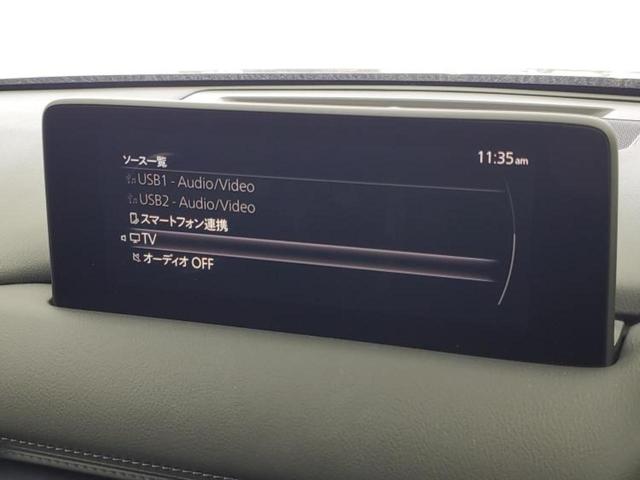 ソース一覧
11:35am
USB1 - Audio/Video
USB2 - Audio/Video
スマートフォン連携
TV
オーディオ OFF